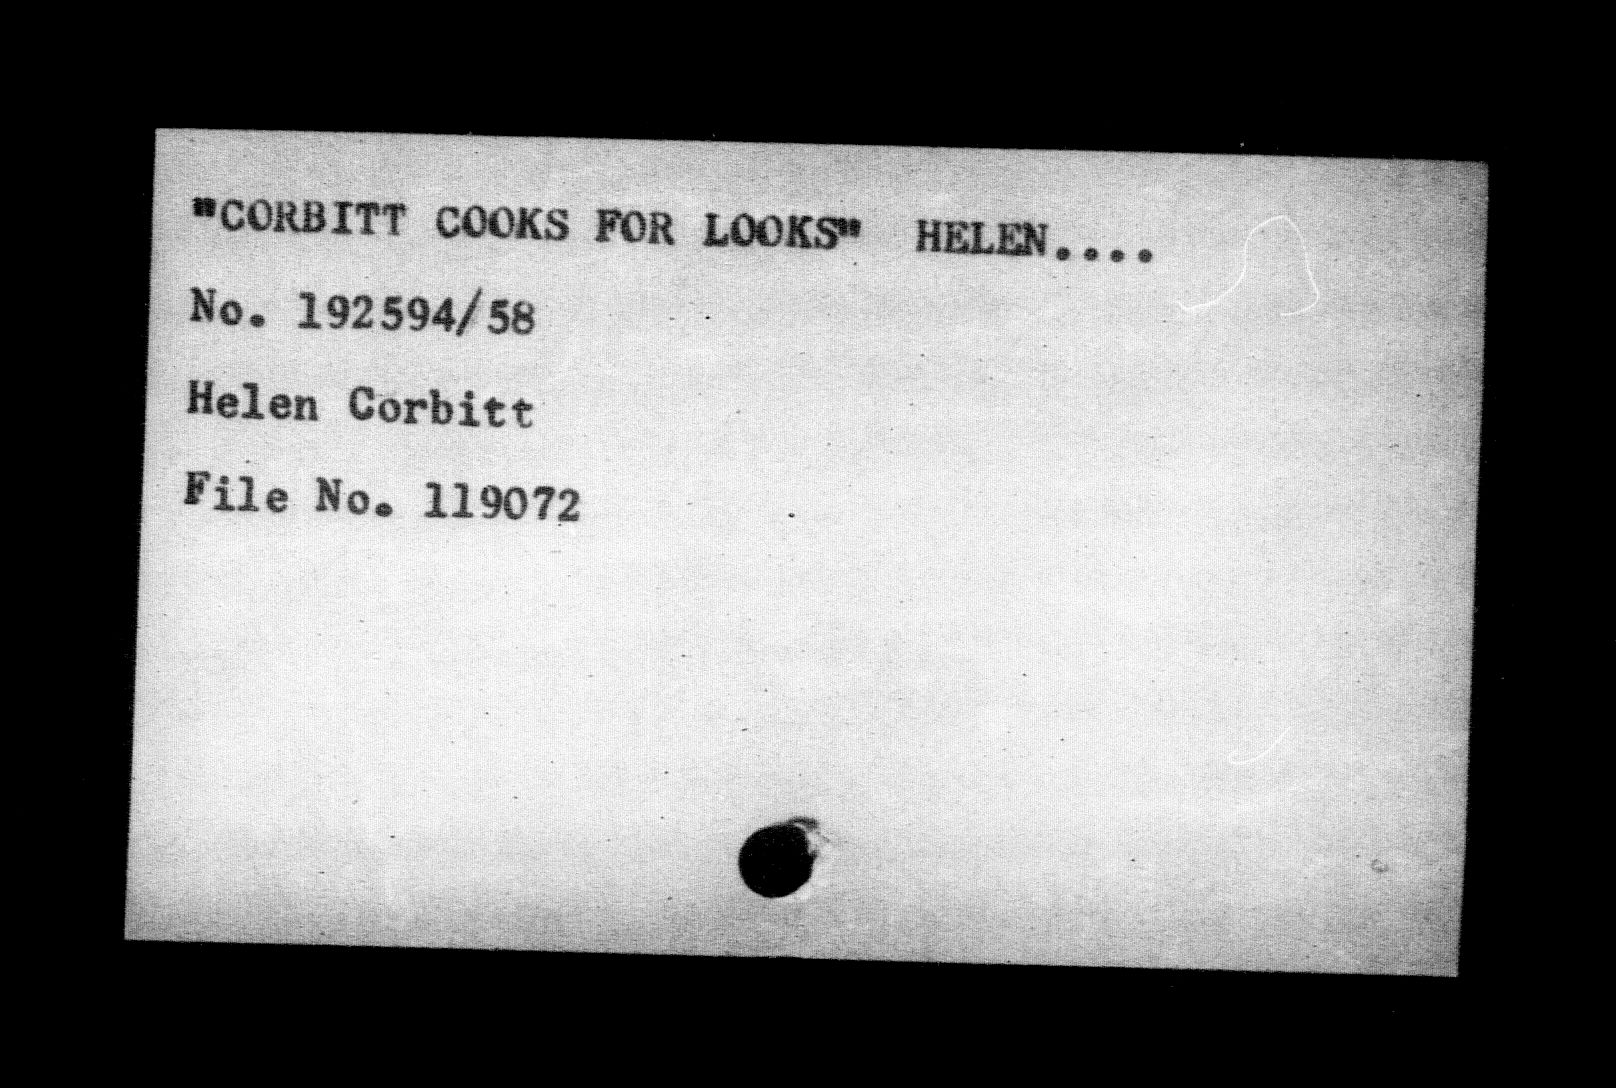 "CORBITT COOKS FOR LOOKS" HELEN....
No. 192594/58
Helen Corbitt
File No. 119072